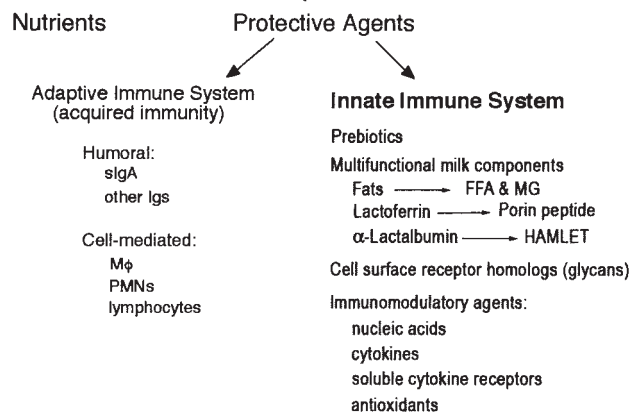 Nutrients
Protective Agents
Adaptive Immune System
(acquired immunity)
Humoral:
sIgA
other Igs
Cell-mediated:
Mϕ
PMNs
lymphocytes
Innate Immune System
Prebiotics
Multifunctional milk components
Fats → FFA & MG
Lactoferrin → Porin peptide
α-Lactalbumin → HAMLET
Cell surface receptor homologs (glycans)
Immunomodulatory agents:
nucleic acids
cytokines
soluble cytokine receptors
antioxidants